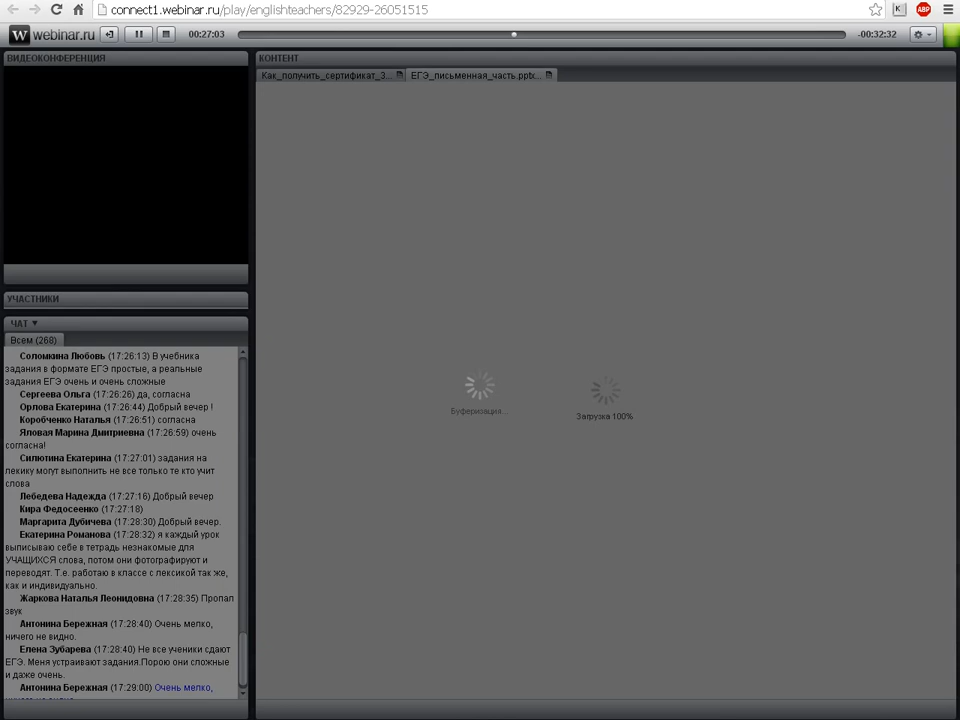 connect1.webinar.ru/play/englishteachers/82929-26051515
K
ABP
W webinar.ru
00:27:03
-00:32:32
ВИДЕОКОНФЕРЕНЦИЯ
КОНТЕНТ
Как_получить_сертификат_3...
ЕГЭ_письменная_часть.pptx...
УЧАСТНИКИ
ЧАТ ▼
Всем (268)
Соломкина Любовь (17:26:13) В учебника
задания в формате ЕГЭ простые, а реальные
задания ЕГЭ очень и очень сложные
Сергеева Ольга (17:26:26) да, согласна
Орлова Екатерина (17:26:44) Добрый вечер !
Коробченко Наталья (17:26:51) согласна
Яловая Марина Дмитриевна (17:26:59) очень
согласна!
Силютина Екатерина (17:27:01) задания на
лекику могут выполнить не все только те кто учит
слова
Лебедева Надежда (17:27:16) Добрый вечер
Кира Федосеенко (17:27:18)
Маргарита Дубичева (17:28:30) Добрый вечер.
Екатерина Романова (17:28:32) я каждый урок
выписываю себе в тетрадь незнакомые для
УЧАЩИХСЯ слова, потом они фотографируют и
переводят. Т.е. работаю в классе с лексикой так же,
как и индивидуально.
Жаркова Наталья Леонидовна (17:28:35) Пропал
звук
Антонина Бережная (17:28:40) Очень мелко,
ничего не видно.
Елена Зубарева (17:28:40) Не все ученики сдают
ЕГЭ. Меня устраивают задания.Порою они сложные
и даже очень.
Антонина Бережная (17:29:00) Очень мелко,
Буферизация...
Загрузка 100%